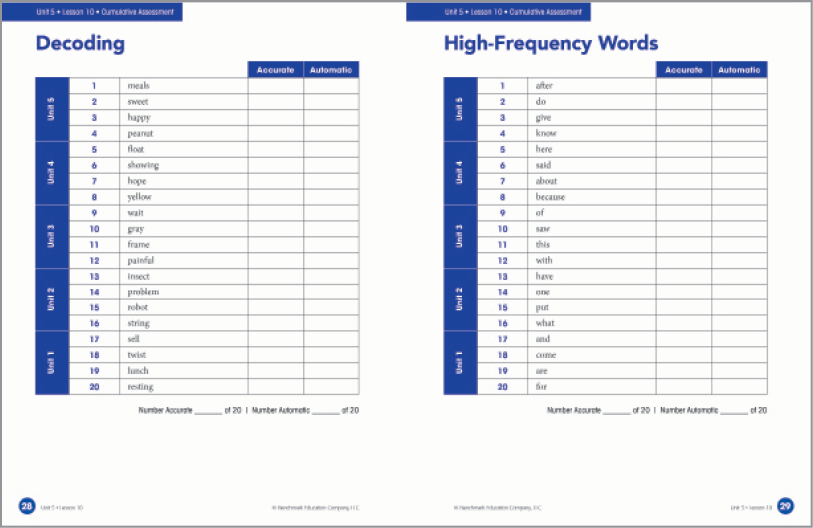 Unit 5 • Lesson 10 • Cumulative Assessment
Decoding
Accurate Automatic
Unit 5
1 meals
2 sweet
3 happy
4 peanut
Unit 4
5 float
6 showing
7 hope
8 yellow
Unit 3
9 wait
10 gray
11 frame
12 painful
Unit 2
13 insect
14 problem
15 robot
16 string
Unit 1
17 sell
18 twist
19 lunch
20 resting
Number Accurate ______ of 20 | Number Automatic ______ of 20
28 Unit 5 • Lesson 10 © Benchmark Education Company, LLC
Unit 5 • Lesson 10 • Cumulative Assessment
High-Frequency Words
Accurate Automatic
Unit 5
1 after
2 do
3 give
4 know
Unit 4
5 here
6 said
7 about
8 because
Unit 3
9 of
10 saw
11 this
12 with
Unit 2
13 have
14 one
15 put
16 what
Unit 1
17 and
18 come
19 are
20 for
Number Accurate ______ of 20 | Number Automatic ______ of 20
© Benchmark Education Company, LLC Unit 5 • Lesson 10 29